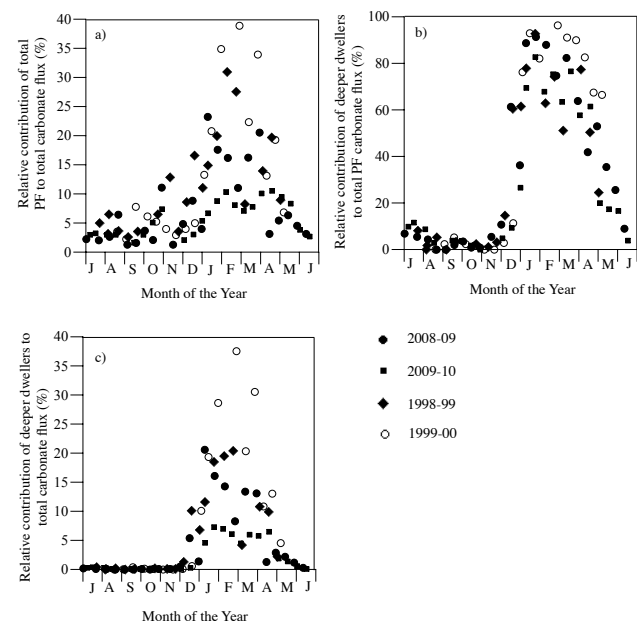 Relative contribution of total
PF to total carbonate flux (%)
40
35
30
25
20
15
10
5
0
a)
J A S O N D J F M A M J
Month of the Year
Relative contribution of deeper dwellers
to total PF carbonate flux (%)
100
80
60
40
20
0
b)
J A S O N D J F M A M J
Month of the Year
Relative contribution of deeper dwellers to
total carbonate flux (%)
40
35
30
25
20
15
10
5
0
c)
J A S O N D J F M A M J
Month of the Year
2008-09
2009-10
1998-99
1999-00